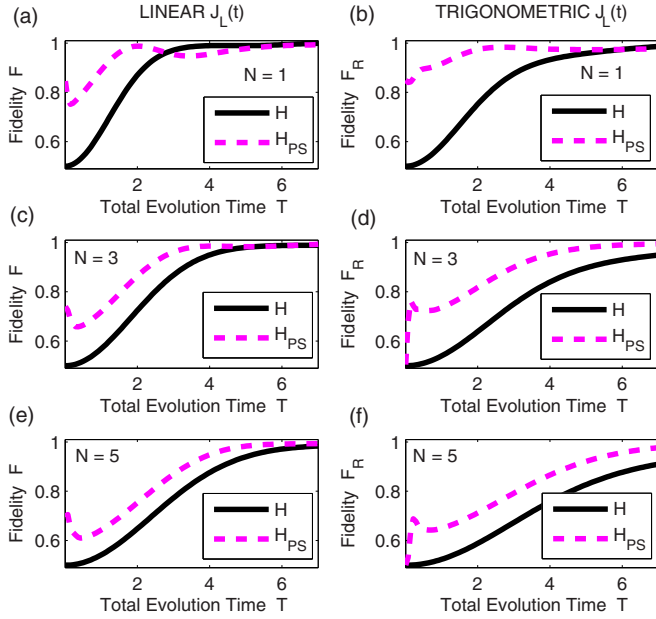 LINEAR J_L(t)
TRIGONOMETRIC J_L(t)
(a)
Fidelity F
1
0.8
0.6
N = 1
H
H_PS
2 4 6
Total Evolution Time T
(b)
Fidelity F_R
1
0.8
0.6
N = 1
H
H_PS
2 4 6
Total Evolution Time T
(c)
Fidelity F
1
0.8
0.6
N = 3
H
H_PS
2 4 6
Total Evolution Time T
(d)
Fidelity F_R
1
0.8
0.6
N = 3
H
H_PS
2 4 6
Total Evolution Time T
(e)
Fidelity F
1
0.8
0.6
N = 5
H
H_PS
2 4 6
Total Evolution Time T
(f)
Fidelity F_R
1
0.8
0.6
N = 5
H
H_PS
2 4 6
Total Evolution Time T